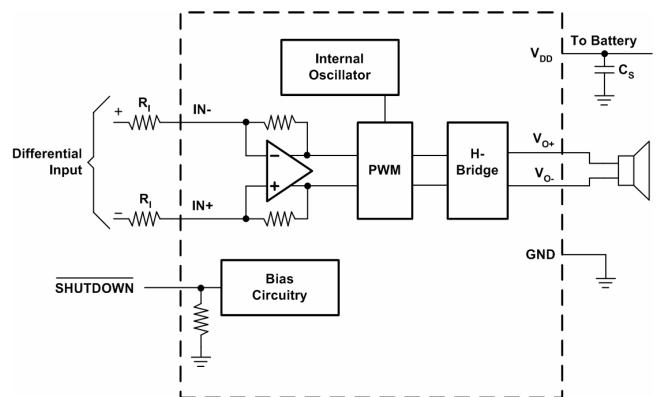 To Battery
V_DD
C_S
Internal
Oscillator
R_I
IN-
+
Differential
Input
−
+
PWM
H-
Bridge
V_O+
V_O-
−
R_I
IN+
GND
SHUTDOWN
Bias
Circuitry